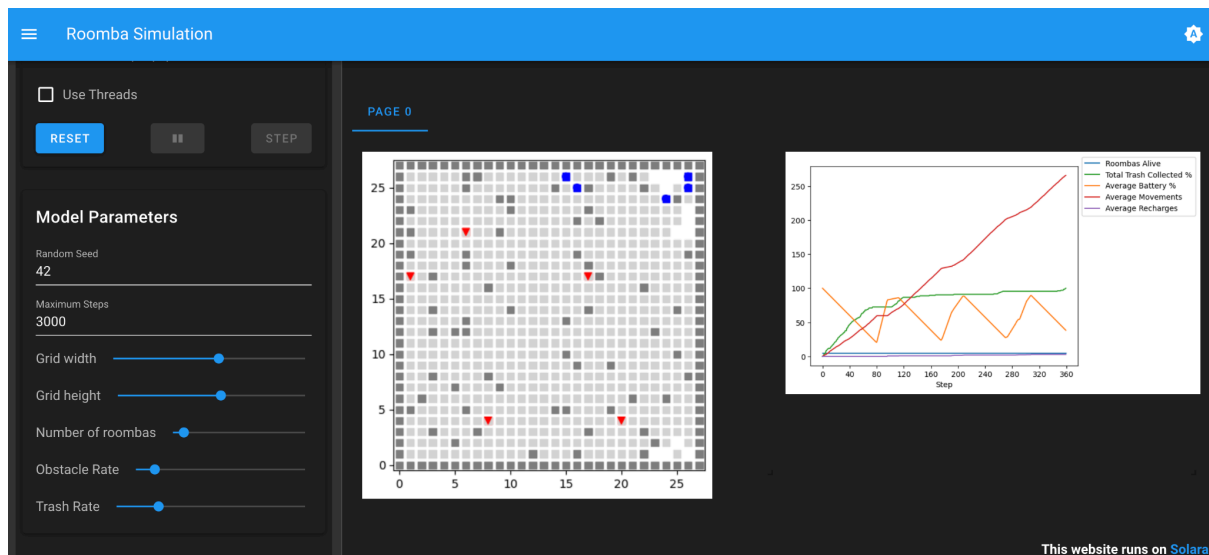 Roomba Simulation
A
Use Threads
RESET
STEP
Model Parameters
Random Seed
42
Maximum Steps
3000
Grid width
Grid height
Number of roombas
Obstacle Rate
Trash Rate
PAGE 0
25
20
15
10
5
0
0 5 10 15 20 25
Roombas Alive
Total Trash Collected %
Average Battery %
Average Movements
Average Recharges
250
200
150
100
50
0
0 40 80 120 160 200 240 280 320 360
Step
This website runs on Solara